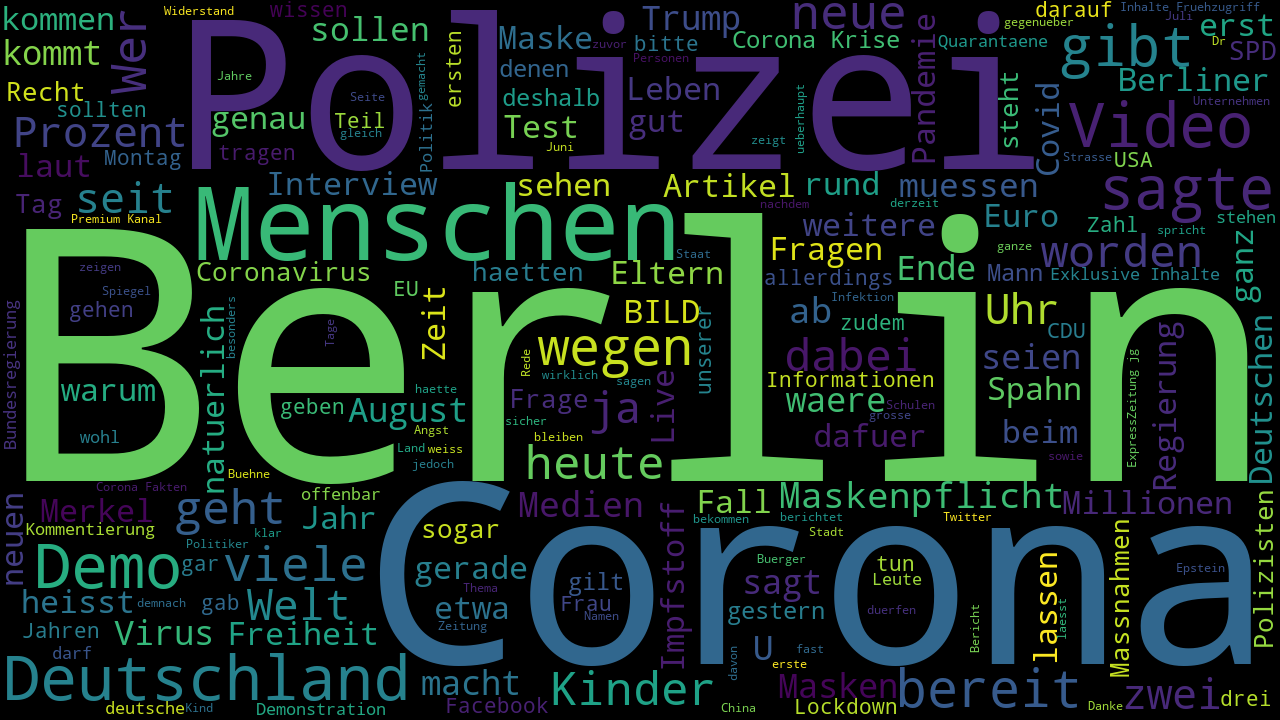 kommen
Widerstand
wissen
sollen
Trump
neue
darauf
Inhalte Fruehzugriff
Juli
gegenueber
erst
kommt
Wer
Polizei
Jahre
ersten
Maske
zuvor
bitte
Personen
Corona Krise
Pandemie
Quarantaene
gibt
Dr
SPD
Recht
sollten
Seite
gemacht
denen
deshalb
Leben
steht
Covid
Berliner
Unternehmen
Prozent
genau
Teil
gleich
Politik
Test
gut
ueberhaupt
zeigt
Video
laut
Montag
tragen
Juni
Strasse
USA
Tag
seit
Premium Kanal
Interview
sehen
Artikel
rund
muessen
sagte
Menschen
nachdem
derzeit
weitere
Euro
Zahl
spricht
stehen
Berlin
zeigen
Spiegel
gehen
Coronavirus
haetten
Eltern
Staat
Fragen
allerdings
Ende
ganze
Mann
worden
Exklusive Inhalte
ganz
EU
Zeit
BILD
unserer
ab
Infektion
zudem
Uhr
CDU
Bundesregierung
natuerlich
besonders
Tage
Rede
wegen
wirklich
sagen
dabei
seien
Regierung
Deutschen
warum
geben
August
haette
Frage
ja
Live
Informationen
waere
Schulen
grosse
Spahn
ExpressZeitung jg
wohl
Angst
Land
weiss
jedoch
sicher
bleiben
heute
dafuer
beim
sowie
Buehne
Corona Fakten
Merkel
geht
offenbar
Jahr
Medien
Fall
Maskenpflicht
Millionen
neuen
Kommentierung
klar
sogar
bekommen
berichtet
Stadt
Twitter
Corona
Politiker
Demo
gar
viele
gerade
Thema
gilt
Impfstoff
sagt
Buerger
tun
Leute
lassen
laesst
Massnahmen
Epstein
Polizisten
heisst
demnach
gab
Welt
etwa
Frau
Namen
gestern
duerfen
Bericht
Jahren
Virus
Freiheit
Zeitung
darf
davon
U
fast
erste
Deutschland
macht
Kinder
Masken
bereit
zwei
drei
deutsche
Kind
Demonstration
Facebook
China
Lockdown
Danke